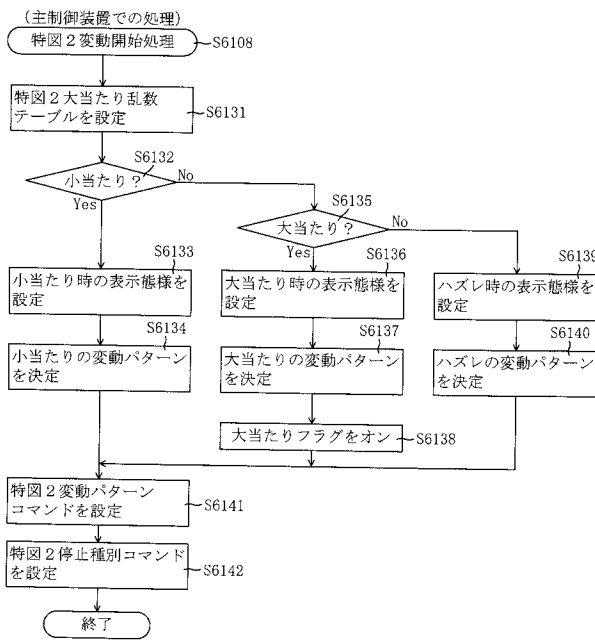 (主制御装置での処理)
特図2変動開始処理
S6108
特図2大当たり乱数
テーブルを設定
S6131
S6132
小当たり?
No
Yes
S6135
大当たり?
No
Yes
S6133
小当たり時の表示態様を
設定
S6136
大当たり時の表示態様を
設定
S6139
ハズレ時の表示態様を
設定
S6134
小当たりの変動パターン
を決定
S6137
大当たりの変動パターン
を決定
S6140
ハズレの変動パターン
を決定
大当たりフラグをオン
S6138
特図2変動パターン
コマンドを設定
S6141
特図2停止種別コマンド
を設定
S6142
終了